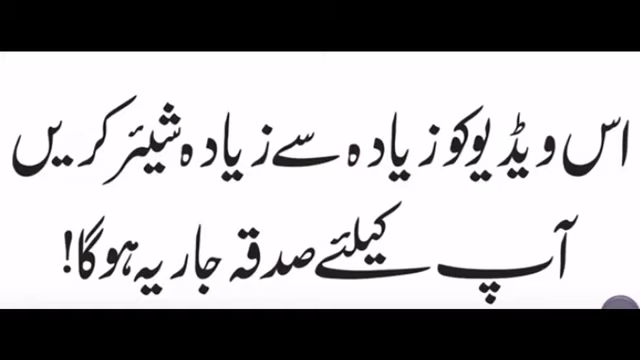 اس ویڈیو کو زیادہ سے زیادہ شیئر کریں
آپ کیلئے صدقہ جاریہ ہوگا!